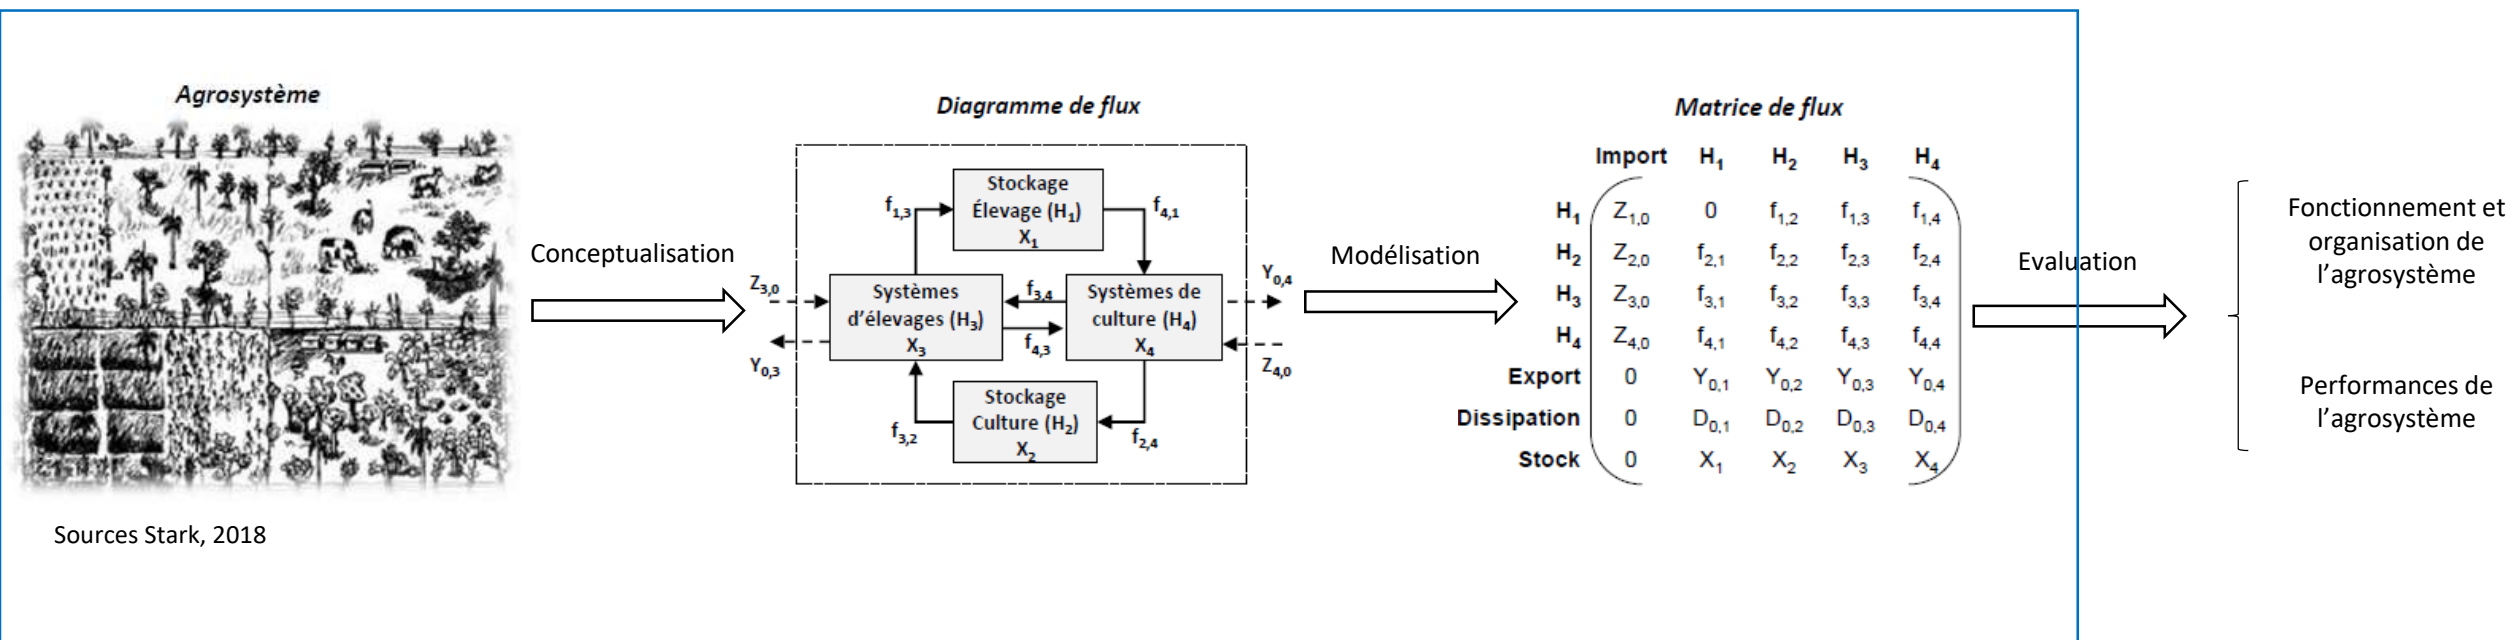 Agrosystème
Sources Stark, 2018
Conceptualisation
Diagramme de flux
Stockage
Élevage (H₁)
X₁
f₁,₃
f₄,₁
Z₃,₀
Y₀,₃
Systèmes
d'élevages (H₃)
X₃
f₃,₄
f₄,₃
Systèmes de
culture (H₄)
X₄
Y₀,₄
Z₄,₀
Stockage
Culture (H₂)
X₂
f₃,₂
f₂,₄
Modélisation
Matrice de flux
Import H₁ H₂ H₃ H₄
H₁ Z₁,₀ 0 f₁,₂ f₁,₃ f₁,₄
H₂ Z₂,₀ f₂,₁ f₂,₂ f₂,₃ f₂,₄
H₃ Z₃,₀ f₃,₁ f₃,₂ f₃,₃ f₃,₄
H₄ Z₄,₀ f₄,₁ f₄,₂ f₄,₃ f₄,₄
Export 0 Y₀,₁ Y₀,₂ Y₀,₃ Y₀,₄
Dissipation 0 D₀,₁ D₀,₂ D₀,₃ D₀,₄
Stock 0 X₁ X₂ X₃ X₄
Evaluation
Fonctionnement et
organisation de
l'agrosystème
Performances de
l'agrosystème